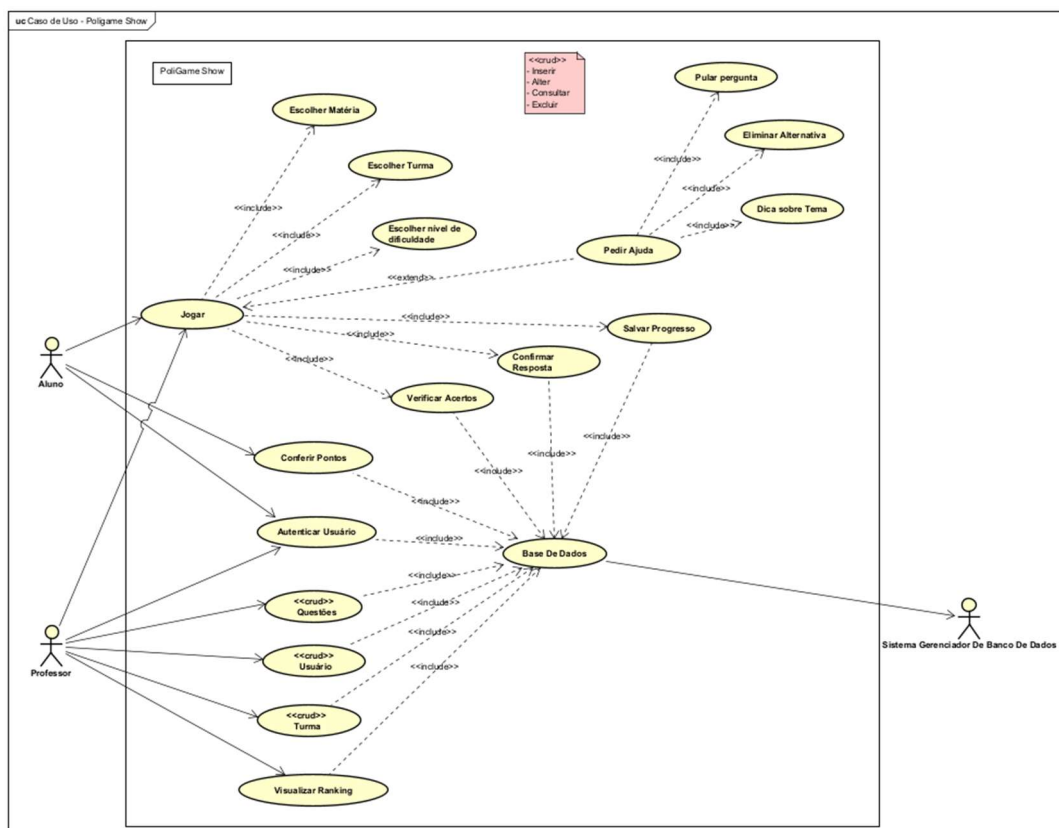 uc Caso de Uso - Poligame Show
PoliGame Show
<<crud>>
- Inserir
- Alter
- Consultar
- Excluir
Pular pergunta
Escolher Matéria
Eliminar Alternativa
<<include>>
Escolher Turma
<<include>>
<<include>>
Dica sobre Tema
<<include>>
<<include>>
Escolher nível de
dificuldade
<<include>>
Pedir Ajuda
<<extend>>
Jogar
<<include>>
Salvar Progresso
<<include>>
Confirmar
Resposta
<<include>>
Aluno
Verificar Acertos
<<include>>
<<include>>
Conferir Pontos
<<include>>
<<include>>
Autenticar Usuário
<<include>>
Base De Dados
<<include>>
<<crud>>
Questões
<<include>>
<<include>>
Sistema Gerenciador De Banco De Dados
<<crud>>
Usuário
<<include>>
Professor
<<crud>>
Turma
Visualizar Ranking